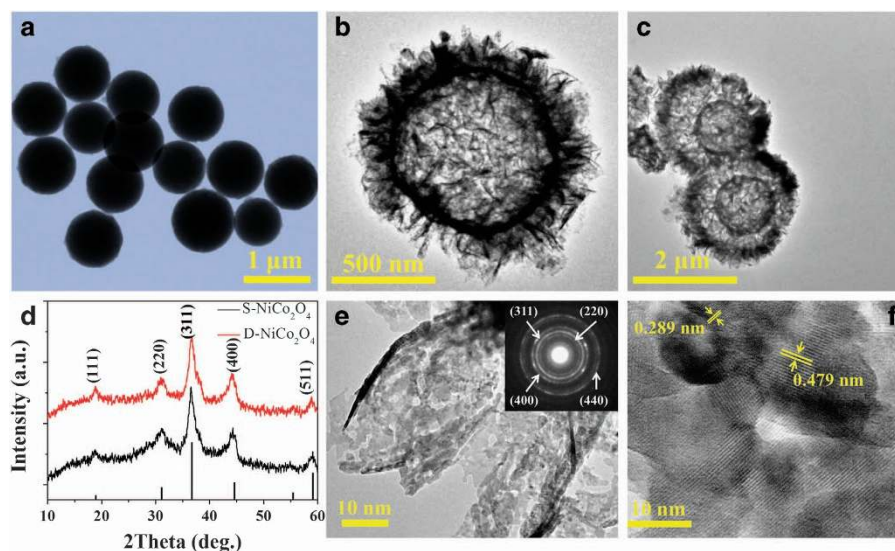 a
1 μm
b
500 nm
c
2 μm
d
Intensity (a.u.)
S-NiCo₂O₄
D-NiCo₂O₄
(111)
(220)
(311)
(400)
(511)
10 20 30 40 50 60
2Theta (deg.)
e
(311)
(220)
(400)
(440)
10 nm
f
0.289 nm
0.479 nm
10 nm